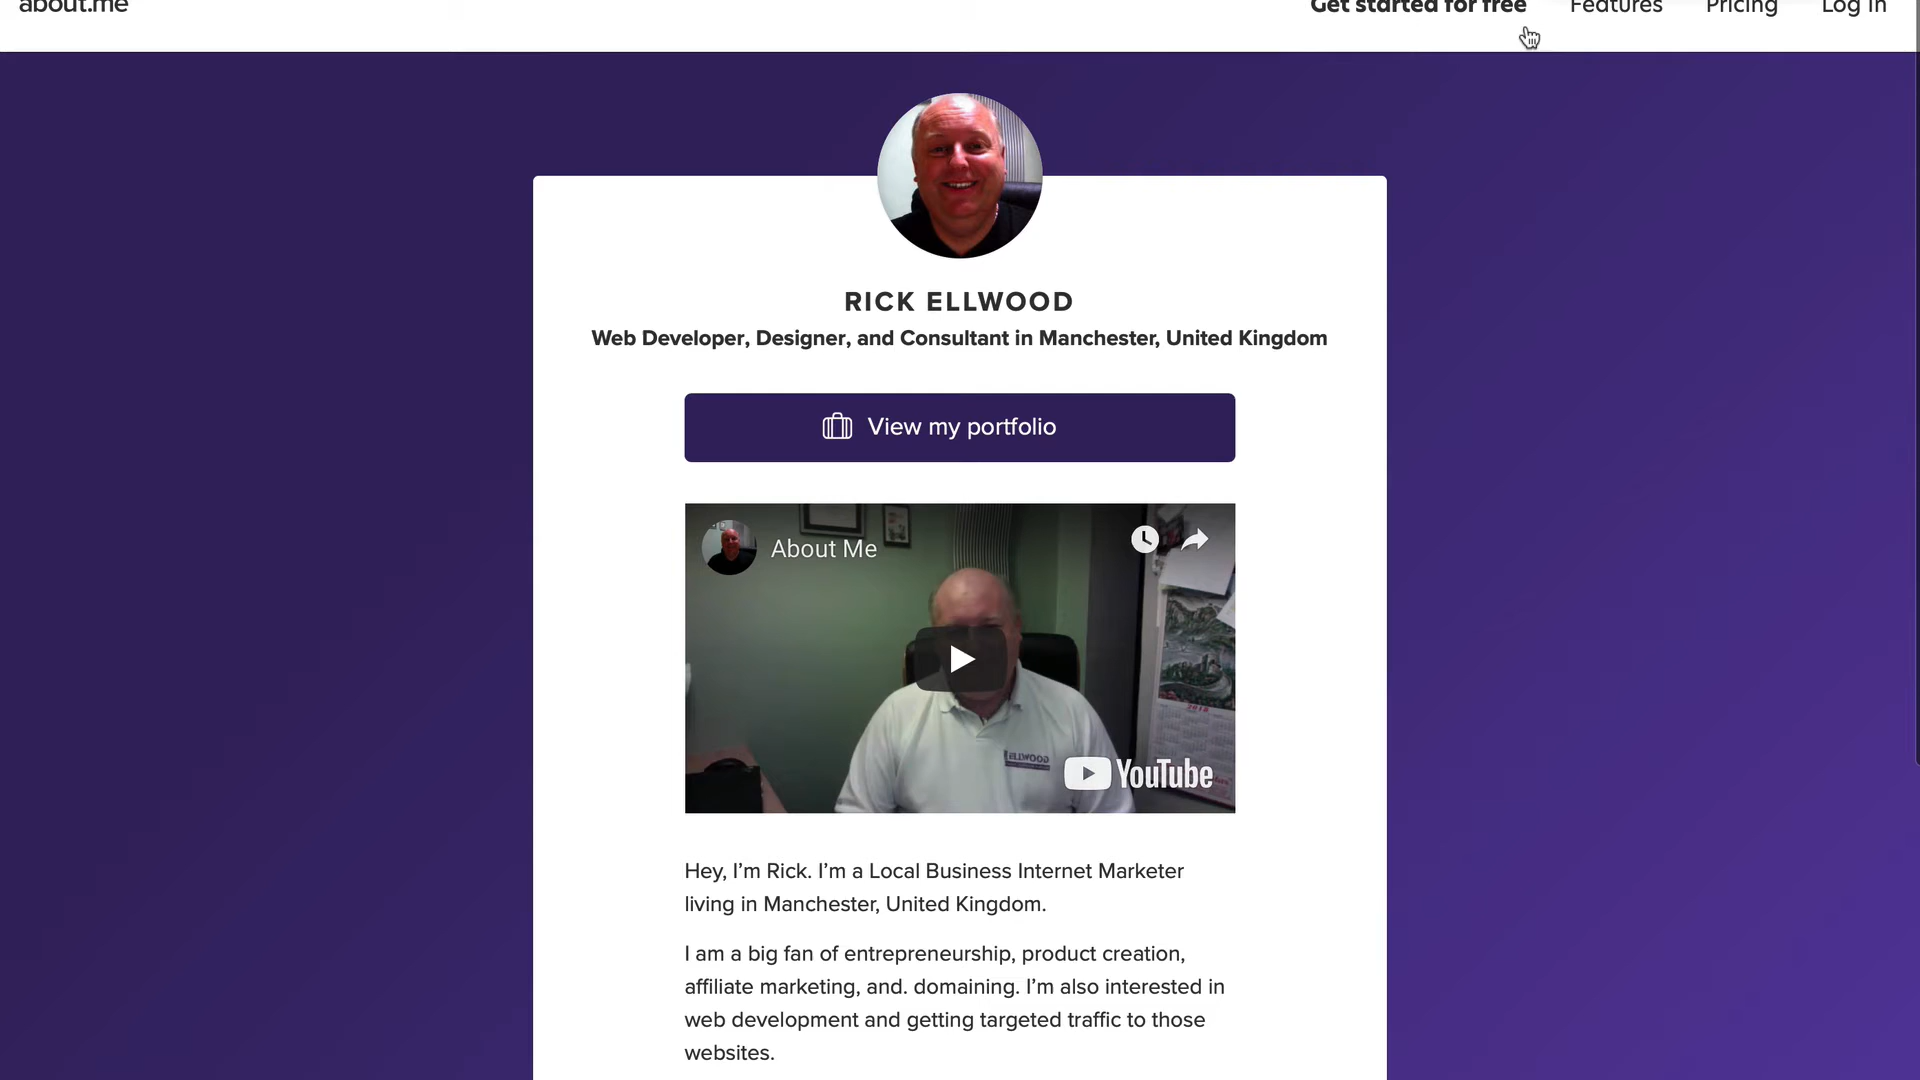 about.me
Get started for free
Features
Pricing
Log In
RICK ELLWOOD
Web Developer, Designer, and Consultant in Manchester, United Kingdom
View my portfolio
About Me
ELLWOOD
YouTube
2018
Hey, I’m Rick. I’m a Local Business Internet Marketer
living in Manchester, United Kingdom.
I am a big fan of entrepreneurship, product creation,
affiliate marketing, and. domaining. I’m also interested in
web development and getting targeted traffic to those
websites.